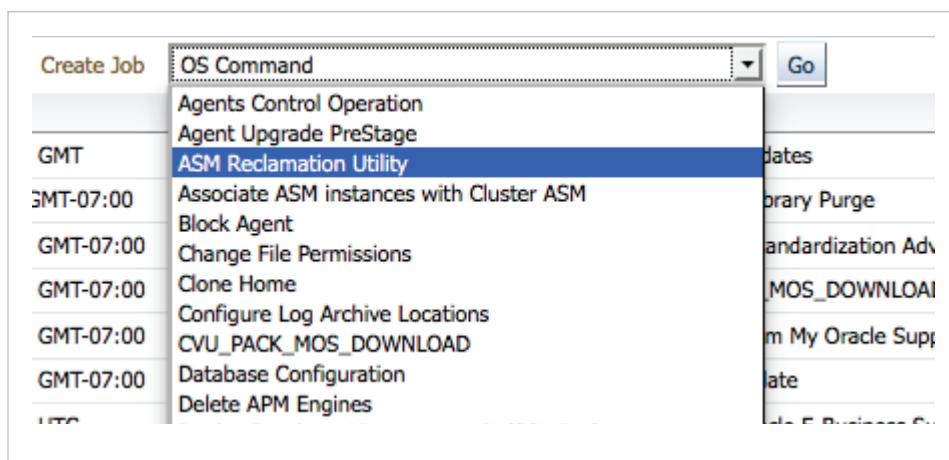 Create Job OS Command Go
Agents Control Operation
Agent Upgrade PreStage
GMT ASM Reclamation Utility dates
Associate ASM instances with Cluster ASM
GMT-07:00 brary Purge
Block Agent
GMT-07:00 Change File Permissions andardization Adv
GMT-07:00 Clone Home MOS_DOWNLOAD
Configure Log Archive Locations
GMT-07:00 CVU_PACK_MOS_DOWNLOAD m My Oracle Supp
GMT-07:00 Database Configuration late
Delete APM Engines